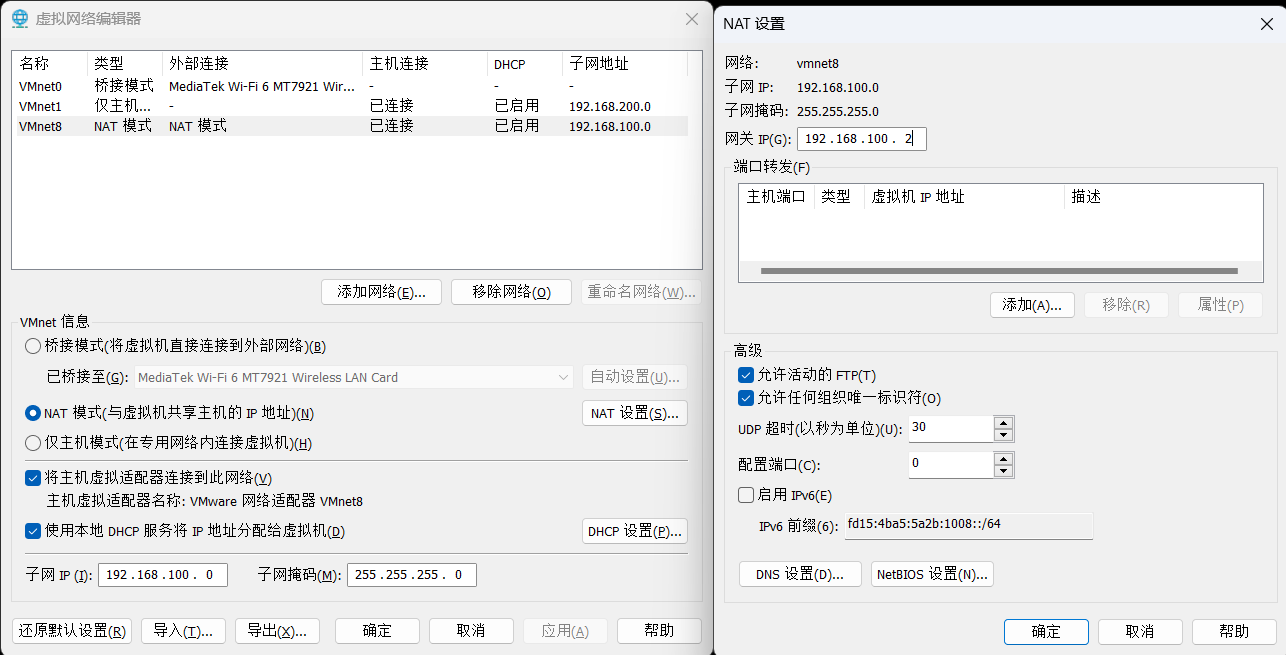 虚拟网络编辑器
名称 类型 外部连接 主机连接 DHCP 子网地址
VMnet0 桥接模式 MediaTek Wi-Fi 6 MT7921 Wir... - - -
VMnet1 仅主机... - 已连接 已启用 192.168.200.0
VMnet8 NAT 模式 NAT 模式 已连接 已启用 192.168.100.0
添加网络(E)... 移除网络(O) 重命名网络(W)...
VMnet 信息
桥接模式(将虚拟机直接连接到外部网络)(B)
已桥接至(G): MediaTek Wi-Fi 6 MT7921 Wireless LAN Card 自动设置(U)...
NAT 模式(与虚拟机共享主机的 IP 地址)(N) NAT 设置(S)...
仅主机模式(在专用网络内连接虚拟机)(H)
将主机虚拟适配器连接到此网络(V)
主机虚拟适配器名称: VMware 网络适配器 VMnet8
使用本地 DHCP 服务将 IP 地址分配给虚拟机(D) DHCP 设置(P)...
子网 IP (I): 192 . 168 . 100 . 0 子网掩码(M): 255 . 255 . 255 . 0
还原默认设置(R) 导入(T)... 导出(X)... 确定 取消 应用(A) 帮助
NAT 设置
网络: vmnet8
子网 IP: 192.168.100.0
子网掩码: 255.255.255.0
网关 IP(G): 192 . 168 . 100 . 2
端口转发(F)
主机端口 类型 虚拟机 IP 地址 描述
添加(A)... 移除(R) 属性(P)
高级
允许活动的 FTP(T)
允许任何组织唯一标识符(O)
UDP 超时(以秒为单位)(U): 30
配置端口(C): 0
启用 IPv6(E)
IPv6 前缀(6): fd15:4ba5:5a2b:1008::/64
DNS 设置(D)... NetBIOS 设置(N)...
确定 取消 帮助